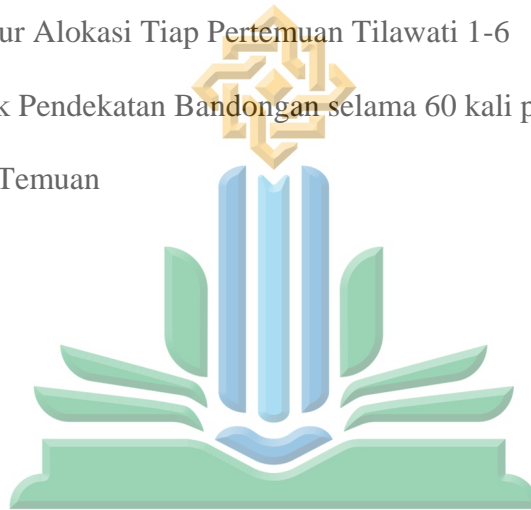 ur Alokasi Tiap Pertemuan Tilawati 1-6
k Pendekatan Bandongan selama 60 kali p
Temuan